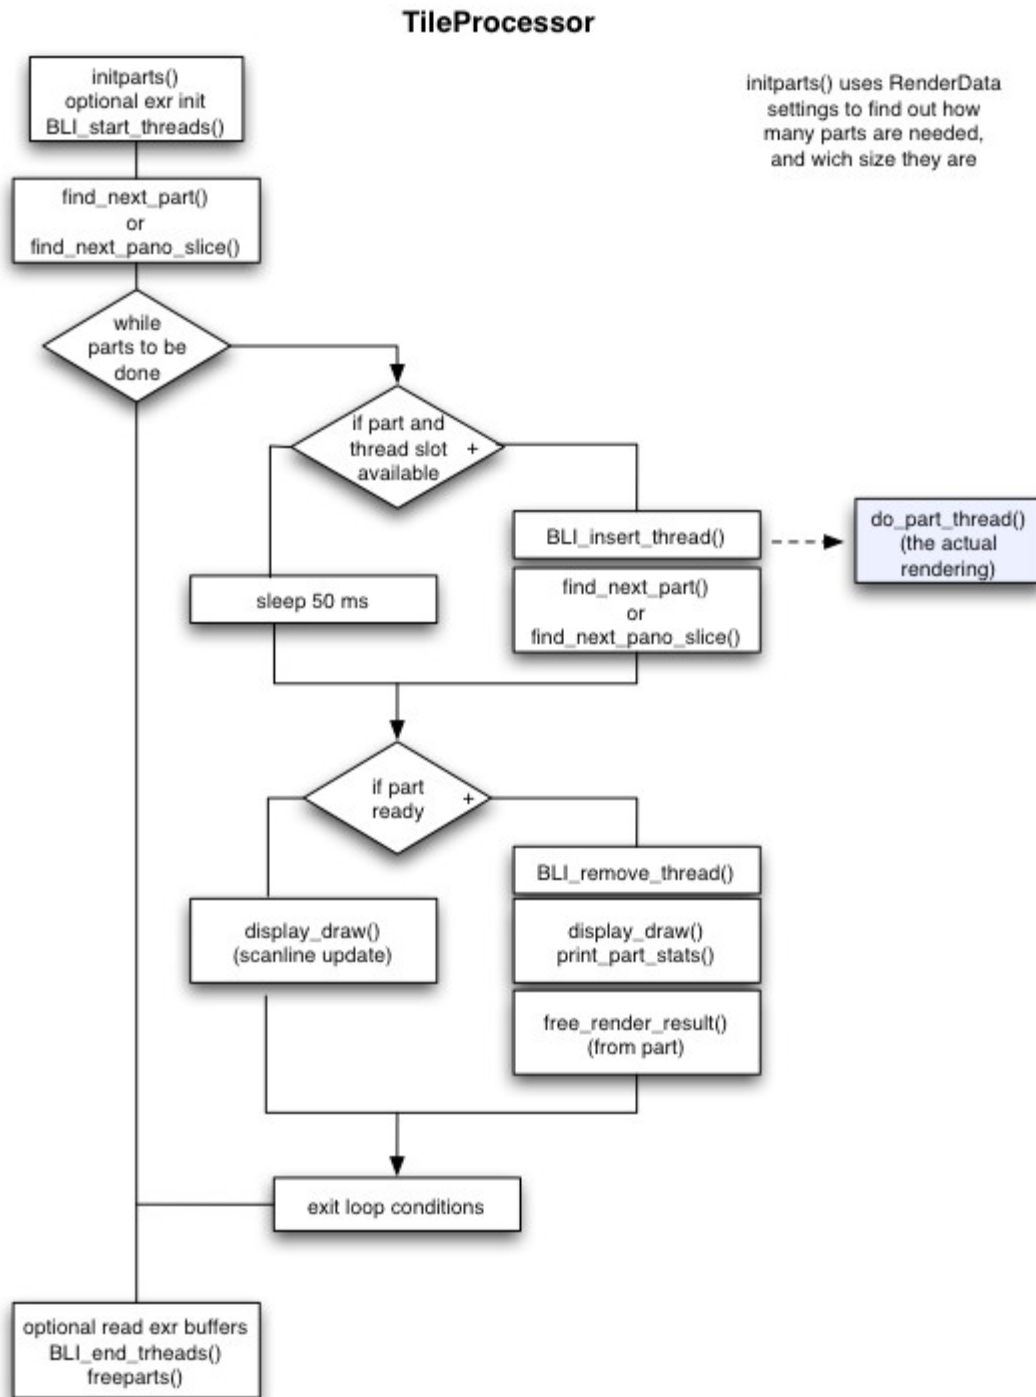 TileProcessor
initparts()
optional exr init
BLI_start_threads()
initparts() uses RenderData
settings to find out how
many parts are needed,
and wich size they are
find_next_part()
or
find_next_pano_slice()
while
parts to be
done
if part and
thread slot +
available
BLI_insert_thread()
do_part_thread()
(the actual
rendering)
sleep 50 ms
find_next_part()
or
find_next_pano_slice()
if part
ready +
BLI_remove_thread()
display_draw()
(scanline update)
display_draw()
print_part_stats()
free_render_result()
(from part)
exit loop conditions
optional read exr buffers
BLI_end_trheads()
freeparts()